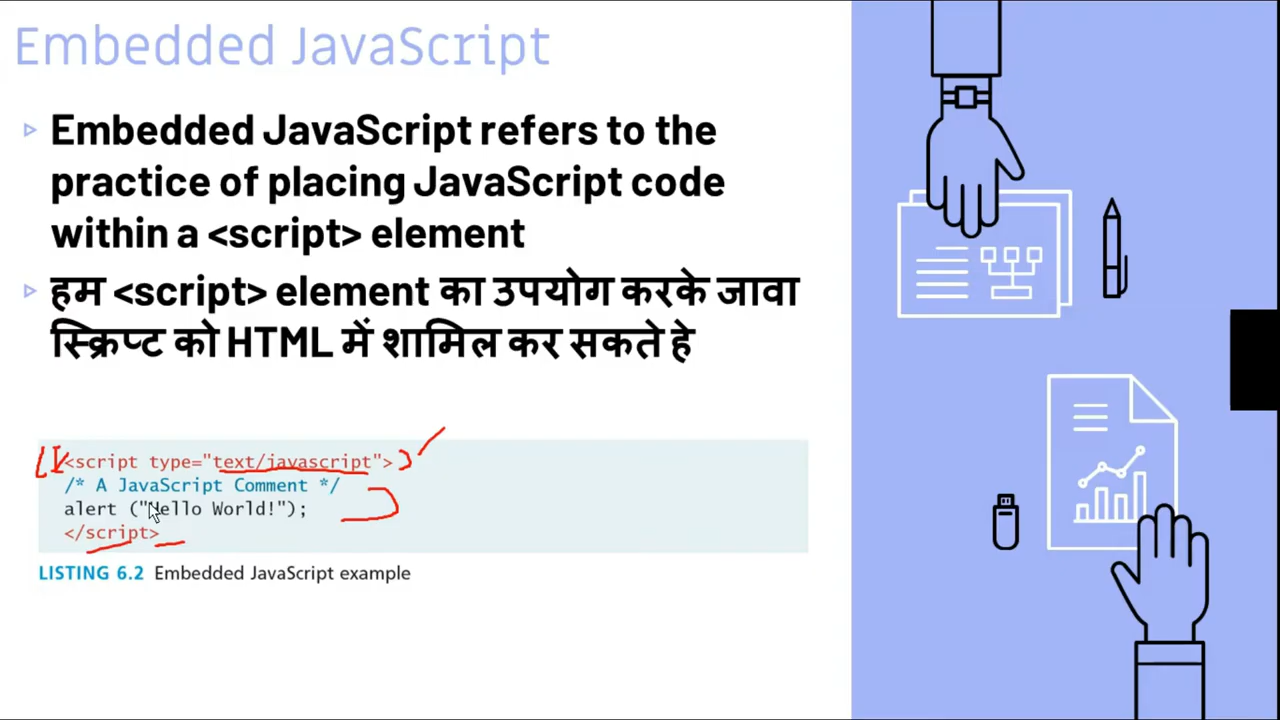 Embedded JavaScript
Embedded JavaScript refers to the
practice of placing JavaScript code
within a <script> element
हम <script> element का उपयोग करके जावा
स्क्रिप्ट को HTML में शामिल कर सकते हे
<script type="text/javascript">
/* A JavaScript Comment */
alert ("Hello World!");
</script>
LISTING 6.2 Embedded JavaScript example